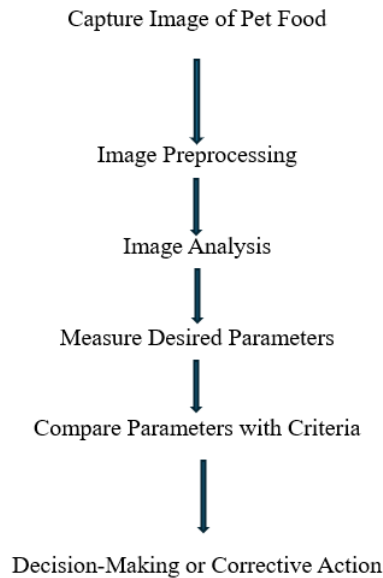 Capture Image of Pet Food
Image Preprocessing
Image Analysis
Measure Desired Parameters
Compare Parameters with Criteria
Decision-Making or Corrective Action